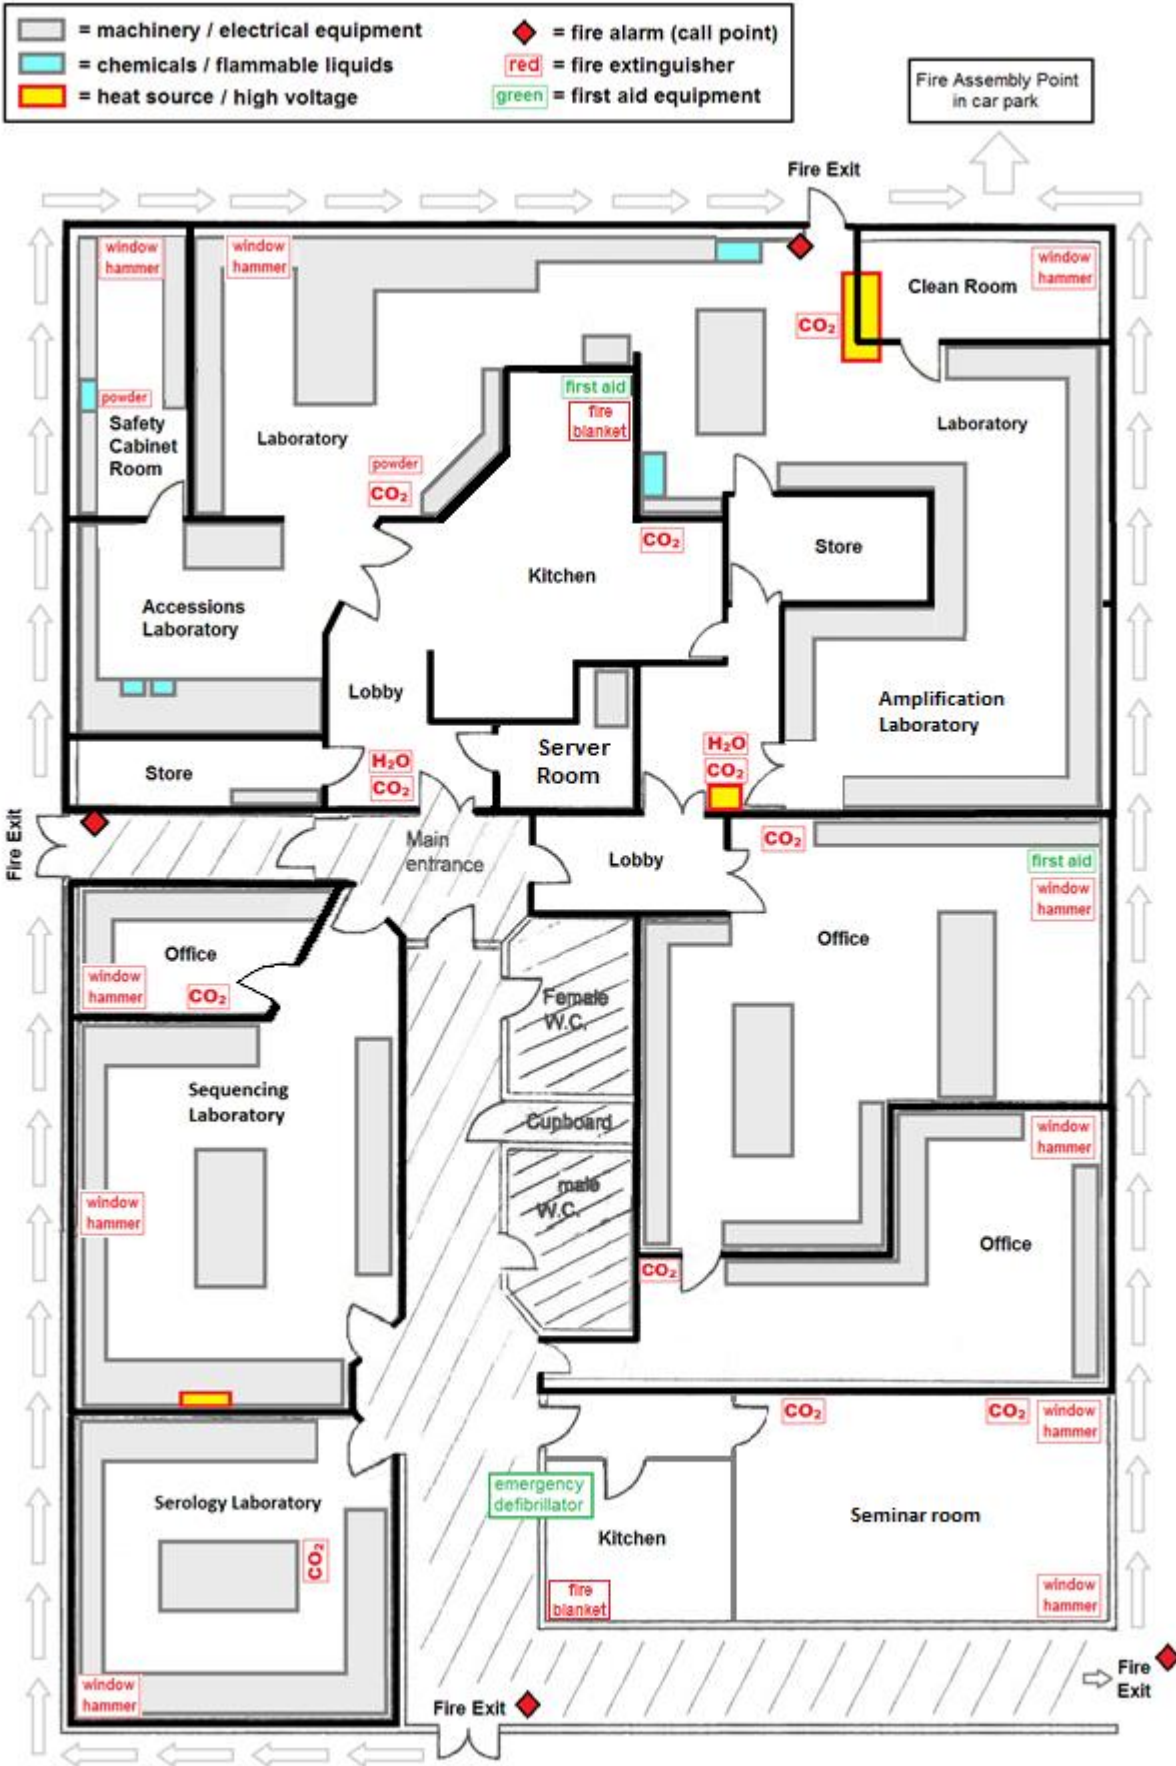 = machinery / electrical equipment
= chemicals / flammable liquids
= heat source / high voltage
= fire alarm (call point)
red = fire extinguisher
green = first aid equipment
Fire Assembly Point
in car park
Fire Exit
window
hammer
window
hammer
window
hammer
Clean Room
CO₂
first aid
fire
blanket
powder
Safety
Cabinet
Room
Laboratory
Laboratory
powder
CO₂
CO₂
Store
Kitchen
Accessions
Laboratory
Lobby
Amplification
Laboratory
Server
Room
H₂O
CO₂
H₂O
CO₂
Store
Fire Exit
Main
entrance
Lobby
CO₂
first aid
window
hammer
Office
Office
window
hammer
CO₂
Female
W.C.
Sequencing
Laboratory
Cupboard
window
hammer
male
W.C.
window
hammer
Office
CO₂
CO₂
CO₂
window
hammer
emergency
defibrillator
Serology Laboratory
Seminar room
Kitchen
CO₂
fire
blanket
window
hammer
window
hammer
Fire Exit
Fire
Exit